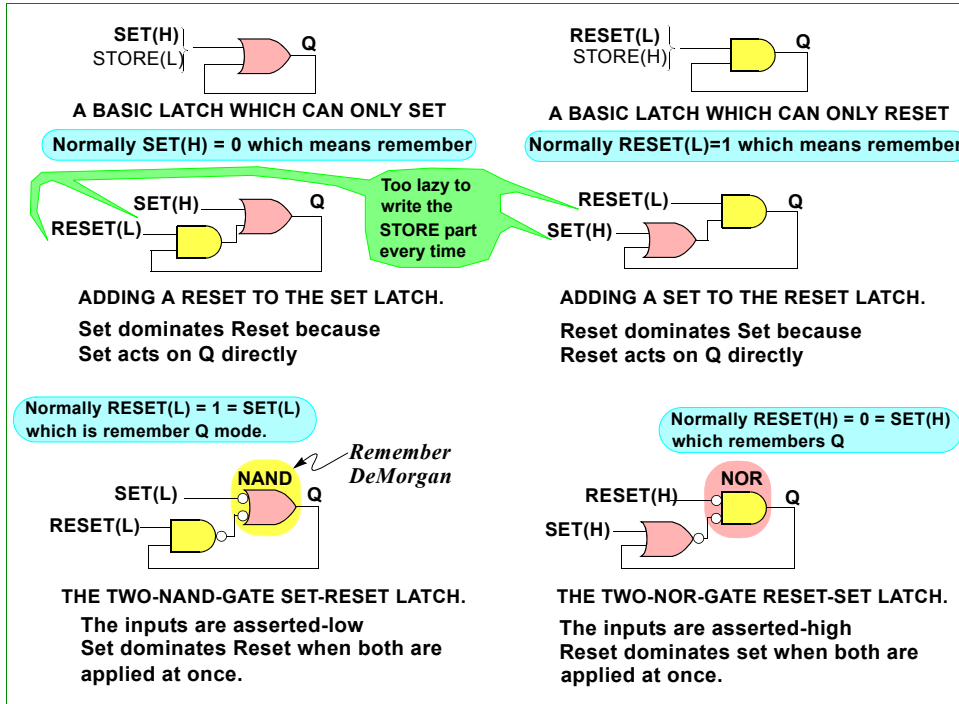 SET(H)
STORE(L)
Q
A BASIC LATCH WHICH CAN ONLY SET
Normally SET(H) = 0 which means remember
RESET(L)
STORE(H)
Q
A BASIC LATCH WHICH CAN ONLY RESET
Normally RESET(L)=1 which means remember
Too lazy to
write the
STORE part
every time
SET(H)
RESET(L)
Q
ADDING A RESET TO THE SET LATCH.
Set dominates Reset because
Set acts on Q directly
RESET(L)
SET(H)
Q
ADDING A SET TO THE RESET LATCH.
Reset dominates Set because
Reset acts on Q directly
Normally RESET(L) = 1 = SET(L)
which is remember Q mode.
Remember
DeMorgan
NAND
SET(L)
Q
RESET(L)
THE TWO-NAND-GATE SET-RESET LATCH.
The inputs are asserted-low
Set dominates Reset when both are
applied at once.
Normally RESET(H) = 0 = SET(H)
which remembers Q
NOR
RESET(H)
Q
SET(H)
THE TWO-NOR-GATE RESET-SET LATCH.
The inputs are asserted-high
Reset dominates set when both are
applied at once.